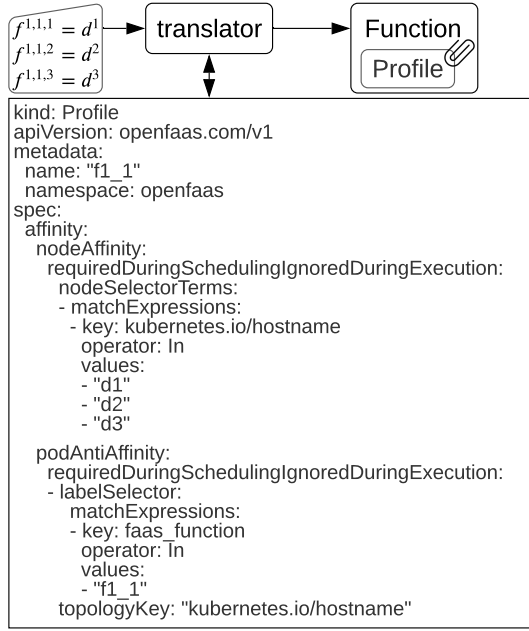 f^{1,1,1} = d^1
f^{1,1,2} = d^2
f^{1,1,3} = d^3
translator
Function
Profile
kind: Profile
apiVersion: openfaas.com/v1
metadata:
  name: "f1_1"
  namespace: openfaas
spec:
  affinity:
    nodeAffinity:
      requiredDuringSchedulingIgnoredDuringExecution:
        nodeSelectorTerms:
        - matchExpressions:
          - key: kubernetes.io/hostname
            operator: In
            values:
            - "d1"
            - "d2"
            - "d3"
    podAntiAffinity:
      requiredDuringSchedulingIgnoredDuringExecution:
      - labelSelector:
          matchExpressions:
          - key: faas_function
            operator: In
            values:
            - "f1_1"
        topologyKey: "kubernetes.io/hostname"